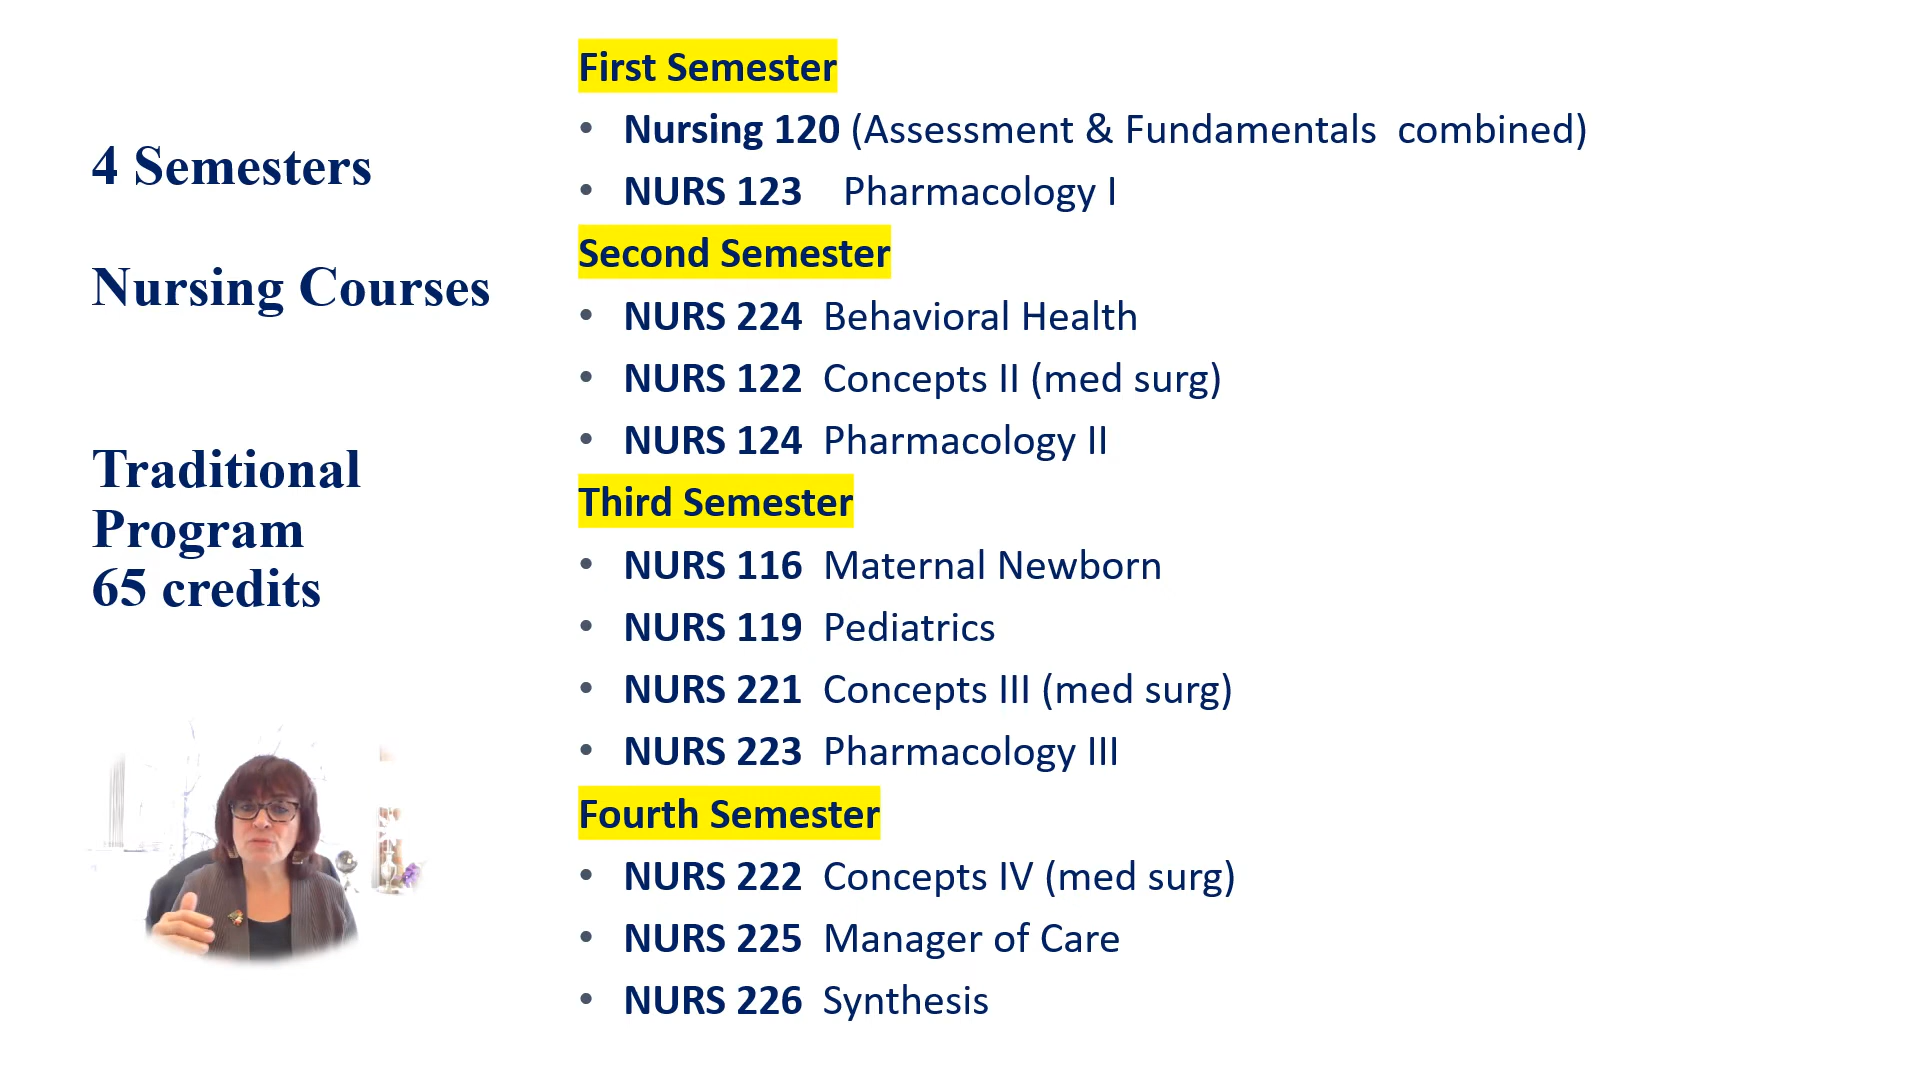 4 Semesters
Nursing Courses
Traditional
Program
65 credits
First Semester
• Nursing 120 (Assessment & Fundamentals combined)
• NURS 123 Pharmacology I
Second Semester
• NURS 224 Behavioral Health
• NURS 122 Concepts II (med surg)
• NURS 124 Pharmacology II
Third Semester
• NURS 116 Maternal Newborn
• NURS 119 Pediatrics
• NURS 221 Concepts III (med surg)
• NURS 223 Pharmacology III
Fourth Semester
• NURS 222 Concepts IV (med surg)
• NURS 225 Manager of Care
• NURS 226 Synthesis